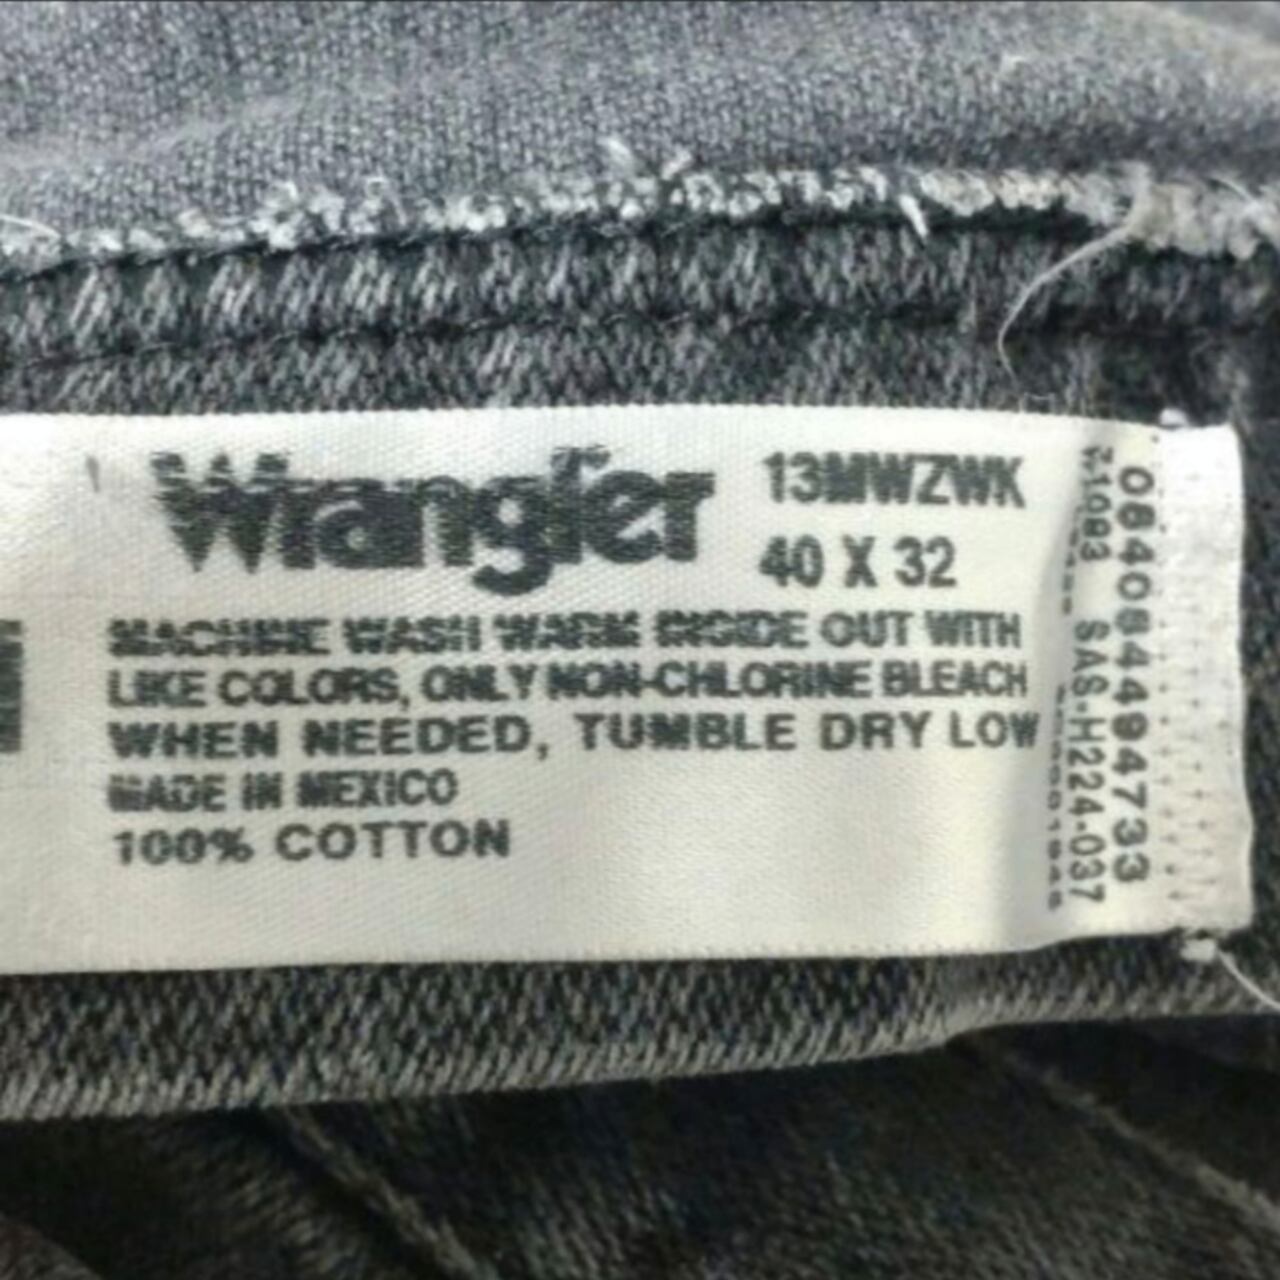 Wrangler
13MWZWK
40 X 32
MACHINE WASH WARM INSIDE OUT WITH
LIKE COLORS, ONLY NON-CHLORINE BLEACH
WHEN NEEDED, TUMBLE DRY LOW
MADE IN MEXICO
100% COTTON
084084494733
SAS-H224-037